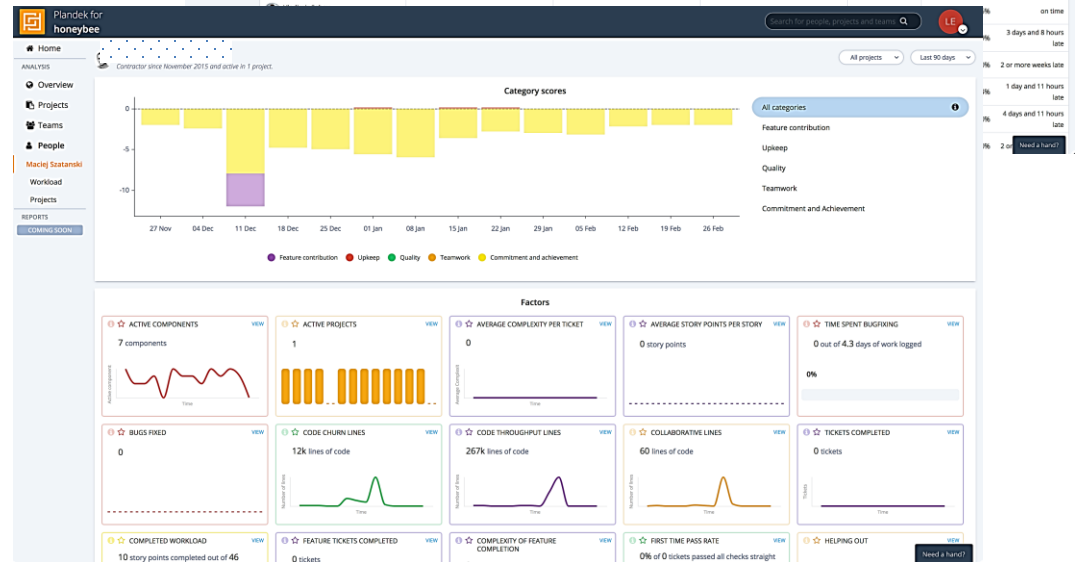 Plandek for
honeybee
Search for people, projects and teams
LE
Home
ANALYSIS
Overview
Projects
Teams
People
Maciej Szatanski
Workload
Projects
REPORTS
COMING SOON
Contractor since November 2015 and active in 1 project.
All projects
Last 90 days
Category scores
0
-5
-10
27 Nov 04 Dec 11 Dec 18 Dec 25 Dec 01 Jan 08 Jan 15 Jan 22 Jan 29 Jan 05 Feb 12 Feb 19 Feb 26 Feb
Feature contribution Upkeep Quality Teamwork Commitment and achievement
All categories
Feature contribution
Upkeep
Quality
Teamwork
Commitment and Achievement
on time
3 days and 8 hours
late
2 or more weeks late
1 day and 11 hours
late
4 days and 11 hours
late
Need a hand?
Factors
ACTIVE COMPONENTS VIEW
7 components
Active component
Time
ACTIVE PROJECTS VIEW
1
AVERAGE COMPLEXITY PER TICKET VIEW
0
Average Complexit
Time
AVERAGE STORY POINTS PER STORY VIEW
0 story points
TIME SPENT BUGFIXING VIEW
0 out of 4.3 days of work logged
0%
BUGS FIXED VIEW
0
CODE CHURN LINES VIEW
12k lines of code
Number of lines
Time
CODE THROUGHPUT LINES VIEW
267k lines of code
Number of lines
Time
COLLABORATIVE LINES VIEW
60 lines of code
Number of lines
Time
TICKETS COMPLETED VIEW
0 tickets
Tickets
Time
COMPLETED WORKLOAD VIEW
10 story points completed out of 46
FEATURE TICKETS COMPLETED VIEW
0 tickets
COMPLEXITY OF FEATURE
COMPLETION
VIEW
FIRST TIME PASS RATE VIEW
0% of 0 tickets passed all checks straight
HELPING OUT VIEW
Need a hand?